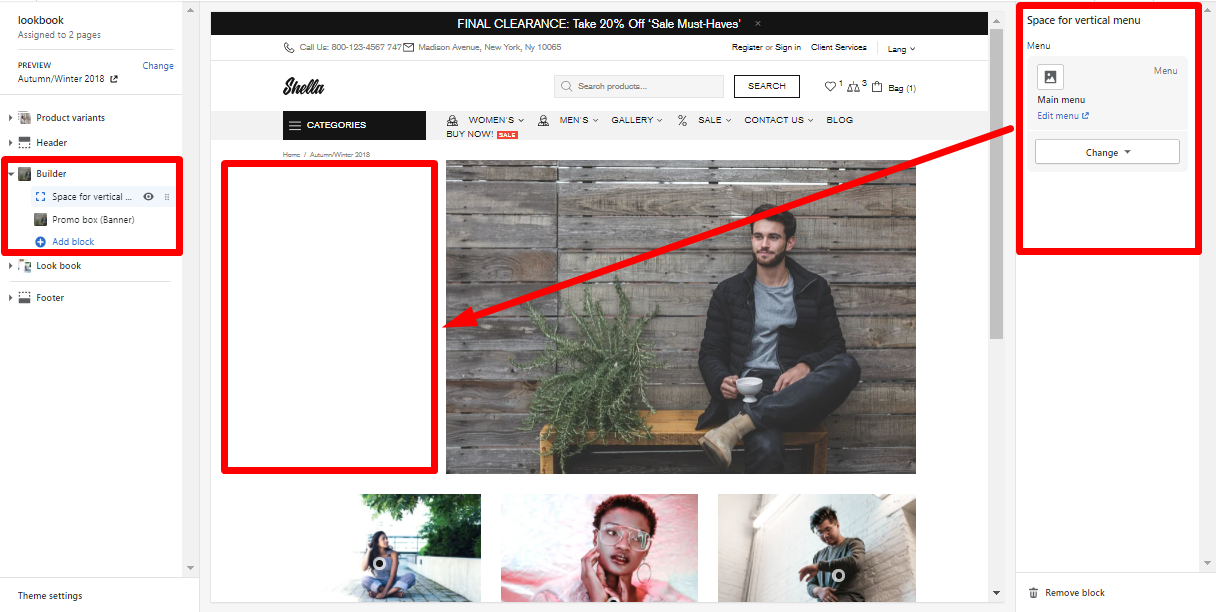 lookbook
Assigned to 2 pages
PREVIEW
Change
Autumn/Winter 2018
Product variants
Header
Builder
Space for vertical ...
Promo box (Banner)
Add block
Look book
Footer
Theme settings
FINAL CLEARANCE: Take 20% Off ‘Sale Must-Haves’ ×
Call Us: 800-123-4567 747 Madison Avenue, New York, Ny 10065
Register or Sign in Client Services Lang
Shella
Search products...
SEARCH
1 3 Bag (1)
CATEGORIES
WOMEN'S MEN'S GALLERY % SALE CONTACT US BLOG
BUY NOW! SALE
Home / Autumn/Winter 2018
Space for vertical menu
Menu
Menu
Main menu
Edit menu
Change
Remove block